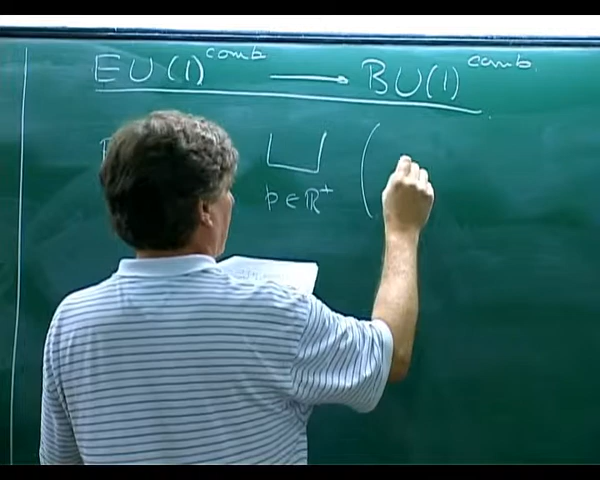 EU(1)^comb → BU(1)^comb
⊔ (
p ∈ ℝ⁺